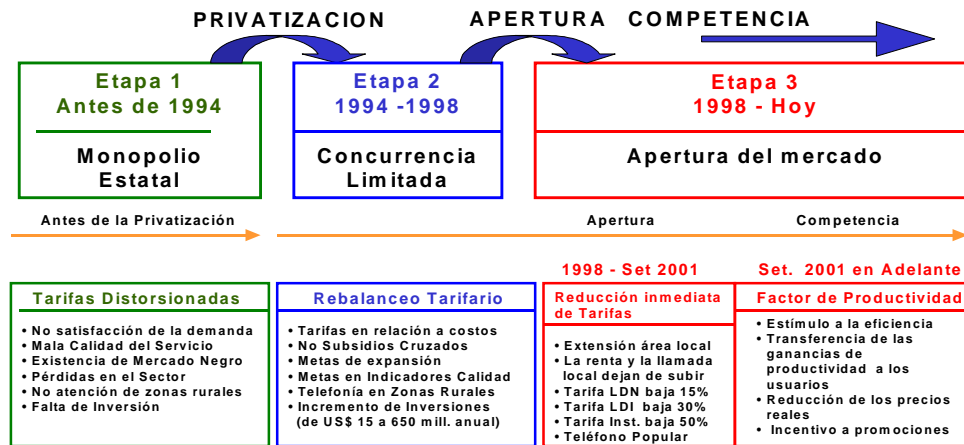 PRIVATIZACION
APERTURA COMPETENCIA
Etapa 1
Antes de 1994
Monopolio
Estatal
Etapa 2
1994 -1998
Concurrencia
Limitada
Etapa 3
1998 - Hoy
Apertura del mercado
Antes de la Privatización
Apertura
Competencia
Tarifas Distorsionadas
• No satisfacción de la demanda
• Mala Calidad del Servicio
• Existencia de Mercado Negro
• Pérdidas en el Sector
• No atención de zonas rurales
• Falta de Inversión
Rebalanceo Tarifario
• Tarifas en relación a costos
• No Subsidios Cruzados
• Metas de expansión
• Metas en Indicadores Calidad
• Telefonía en Zonas Rurales
• Incremento de Inversiones
(de US$ 15 a 650 mill. anual)
1998 - Set 2001
Reducción inmediata
de Tarifas
• Extensión área local
• La renta y la llamada
local dejan de subir
• Tarifa LDN baja 15%
• Tarifa LDI baja 30%
• Tarifa Inst. baja 50%
• Teléfono Popular
Set. 2001 en Adelante
Factor de Productividad
• Estímulo a la eficiencia
• Transferencia de las
ganancias de
productividad a los
usuarios
• Reducción de los precios
reales
• Incentivo a promociones